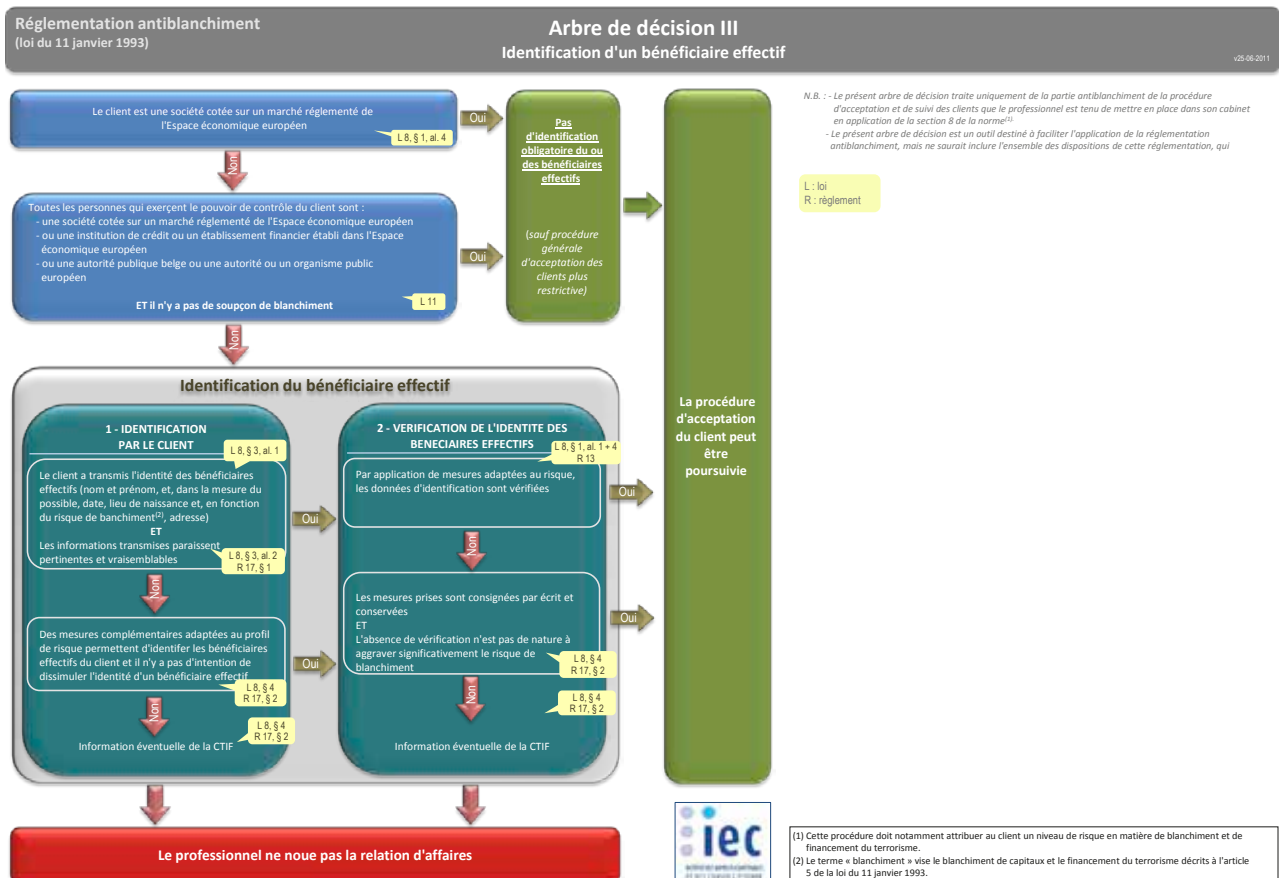 Réglementation antiblanchiment
(loi du 11 janvier 1993)
Arbre de décision III
Identification d'un bénéficiaire effectif
v25-06-2011
Le client est une société cotée sur un marché réglementé de
l'Espace économique européen
L 8, § 1, al. 4
Oui
Non
Pas
d'identification
obligatoire du ou
des bénéficiaires
effectifs
(sauf procédure
générale
d'acceptation des
clients plus
restrictive)
N.B. : - Le présent arbre de décision traite uniquement de la partie antiblanchiment de la procédure
d'acceptation et de suivi des clients que le professionnel est tenu de mettre en place dans son cabinet
en application de la section 8 de la norme(1).
- Le présent arbre de décision est un outil destiné à faciliter l'application de la réglementation
antiblanchiment, mais ne saurait inclure l'ensemble des dispositions de cette réglementation, qui
L : loi
R : règlement
Toutes les personnes qui exerçent le pouvoir de contrôle du client sont :
- une société cotée sur un marché réglementé de l'Espace économique européen
- ou une institution de crédit ou un établissement financier établi dans l'Espace
économique européen
- ou une autorité publique belge ou une autorité ou un organisme public
européen
ET il n'y a pas de soupçon de blanchiment
L 11
Oui
Non
Identification du bénéficiaire effectif
1 - IDENTIFICATION
PAR LE CLIENT
L 8, § 3, al. 1
Le client a transmis l'identité des bénéficiaires
effectifs (nom et prénom, et, dans la mesure du
possible, date, lieu de naissance et, en fonction
du risque de banchiment(2), adresse)
ET
Les informations transmises paraissent
pertinentes et vraisemblables
L 8, § 3, al. 2
R 17, § 1
Oui
Non
Des mesures complémentaires adaptées au profil
de risque permettent d'identifer les bénéficiaires
effectifs du client et il n'y a pas d'intention de
dissimuler l'identité d'un bénéficiaire effectif
L 8, § 4
R 17, § 2
Oui
Non
L 8, § 4
R 17, § 2
Information éventuelle de la CTIF
2 - VERIFICATION DE L'IDENTITE DES
BENECIAIRES EFFECTIFS
L 8, § 1, al. 1 + 4
R 13
Par application de mesures adaptées au risque,
les données d'identification sont vérifiées
Oui
Non
Les mesures prises sont consignées par écrit et
conservées
ET
L'absence de vérification n'est pas de nature à
aggraver significativement le risque de
blanchiment
L 8, § 4
R 17, § 2
Oui
Non
L 8, § 4
R 17, § 2
Information éventuelle de la CTIF
La procédure
d'acceptation
du client peut
être
poursuivie
Le professionnel ne noue pas la relation d'affaires
iec
(1) Cette procédure doit notamment attribuer au client un niveau de risque en matière de blanchiment et de
financement du terrorisme.
(2) Le terme « blanchiment » vise le blanchiment de capitaux et le financement du terrorisme décrits à l'article
5 de la loi du 11 janvier 1993.